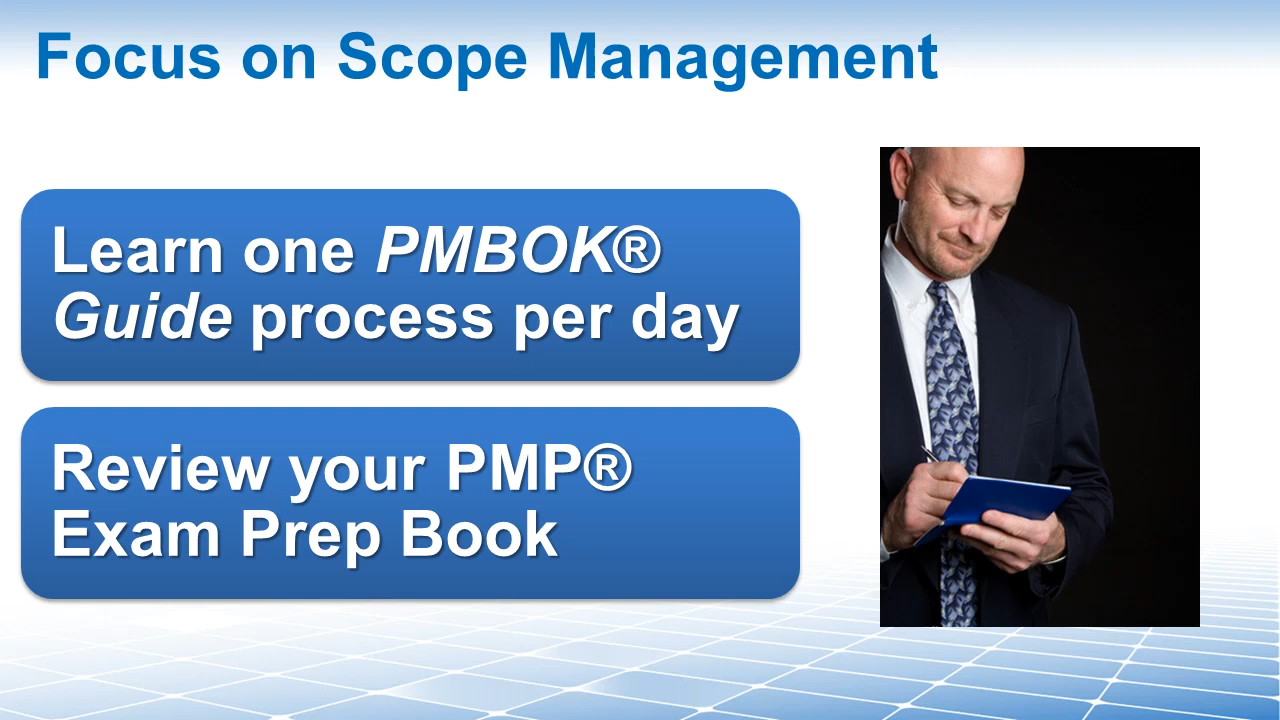 Focus on Scope Management
Learn one PMBOK®
Guide process per day
Review your PMP®
Exam Prep Book